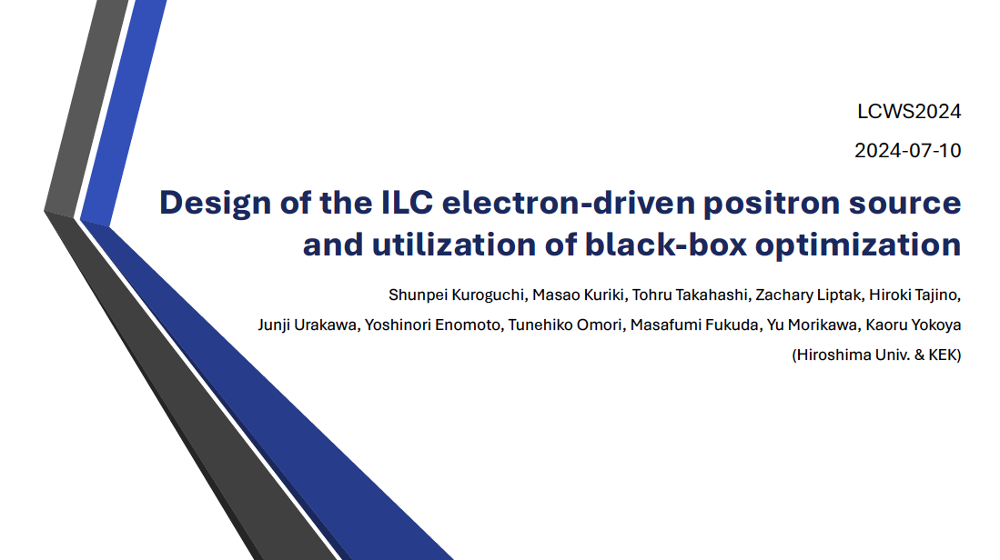 LCWS2024
2024-07-10
Design of the ILC electron-driven positron source
and utilization of black-box optimization
Shunpei Kuroguchi, Masao Kuriki, Tohru Takahashi, Zachary Liptak, Hiroki Tajino,
Junji Urakawa, Yoshinori Enomoto, Tunehiko Omori, Masafumi Fukuda, Yu Morikawa, Kaoru Yokoya
(Hiroshima Univ. & KEK)